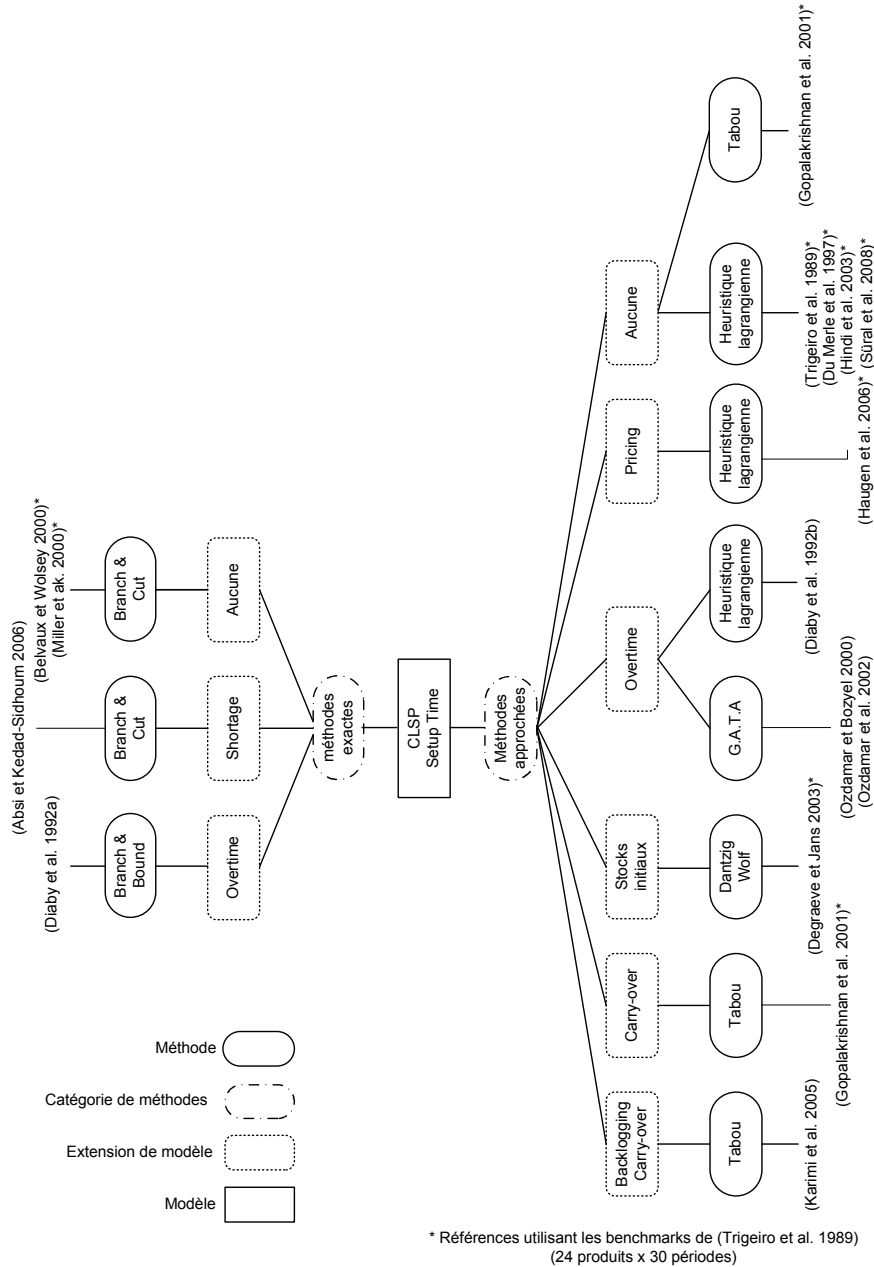 (Absi et Kedad-Sidhoum 2006)
(Diaby et al. 1992a)
(Belvaux et Wolsey 2000)*
(Miller et ak. 2000)*
Branch &
Bound
Branch &
Cut
Branch &
Cut
Overtime
Shortage
Aucune
méthodes
exactes
CLSP
Setup Time
Méthodes
approchées
Backlogging
Carry-over
Carry-over
Stocks
initiaux
Overtime
Pricing
Aucune
Tabou
Tabou
Dantzig
Wolf
G.A.T.A
Heuristique
lagrangienne
Heuristique
lagrangienne
Heuristique
lagrangienne
Tabou
(Karimi et al. 2005)
(Gopalakrishnan et al. 2001)*
(Degraeve et Jans 2003)*
(Ozdamar et Bozyel 2000)
(Ozdamar et al. 2002)
(Diaby et al. 1992b)
(Haugen et al. 2006)*
(Trigeiro et al. 1989)*
(Du Merle et al. 1997)*
(Hindi et al. 2003)*
(Süral et al. 2008)*
(Gopalakrishnan et al. 2001)*
Méthode
Catégorie de méthodes
Extension de modèle
Modèle
* Références utilisant les benchmarks de (Trigeiro et al. 1989)
(24 produits x 30 périodes)